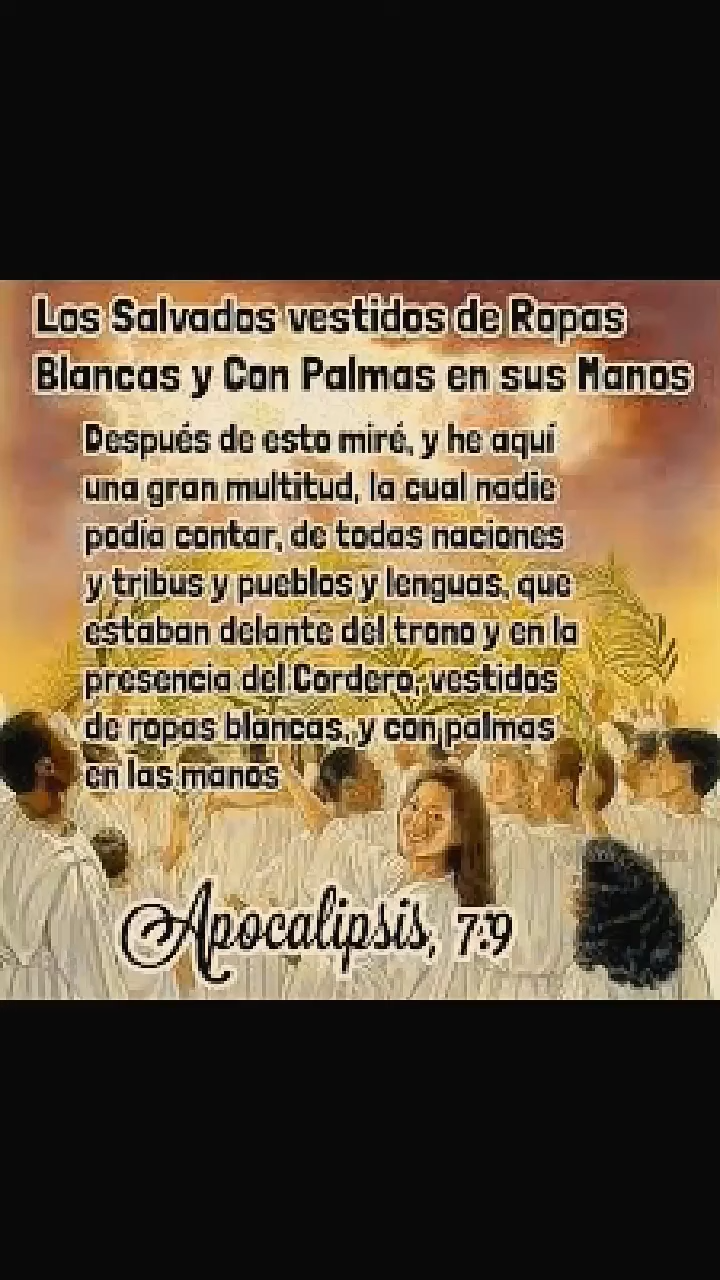 Los Salvados vestidos de Ropas
Blancas y Con Palmas en sus Manos
Después de esto miré, y he aquí
una gran multitud, la cual nadie
podía contar, de todas naciones
y tribus y pueblos y lenguas, que
estaban delante del trono y en la
presencia del Cordero, vestidos
de ropas blancas, y con palmas
en las manos
Apocalipsis, 7:9